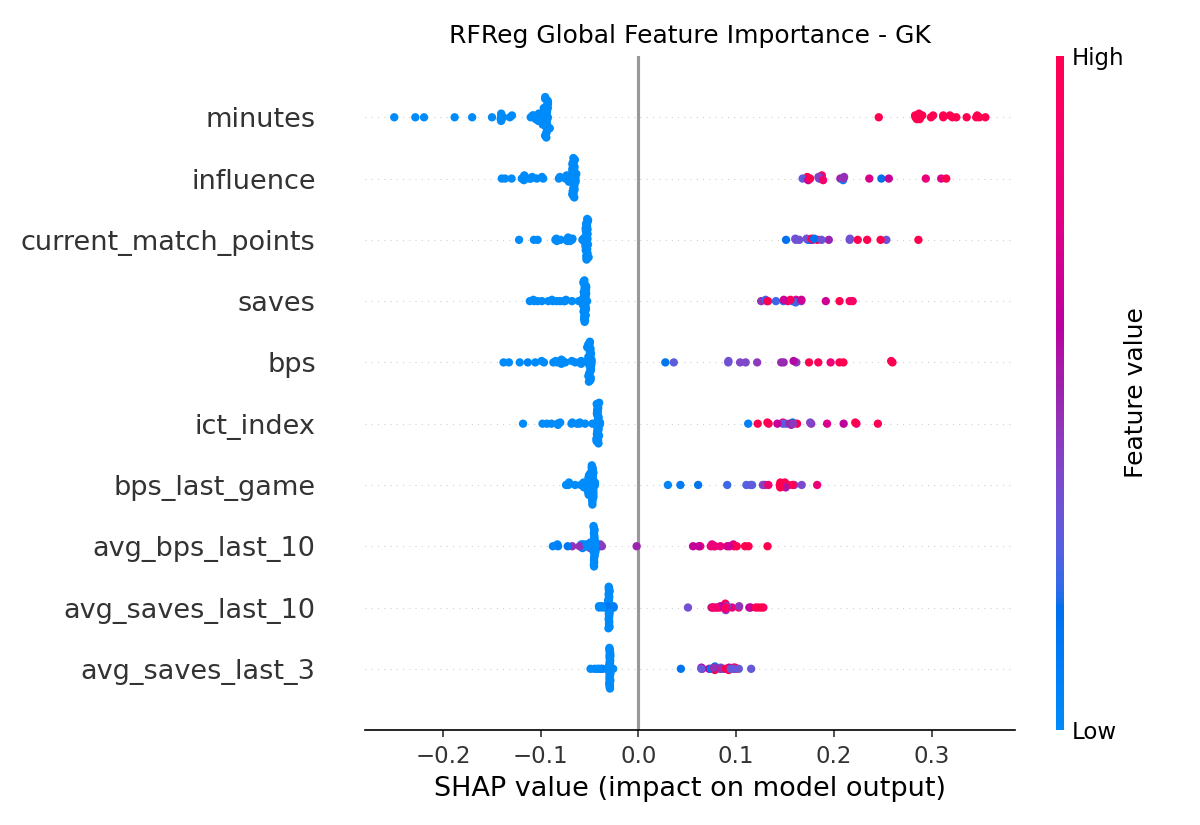 RFReg Global Feature Importance - GK
High
minutes
influence
current_match_points
saves
bps
ict_index
bps_last_game
avg_bps_last_10
avg_saves_last_10
avg_saves_last_3
Feature value
Low
−0.2 −0.1 0.0 0.1 0.2 0.3
SHAP value (impact on model output)